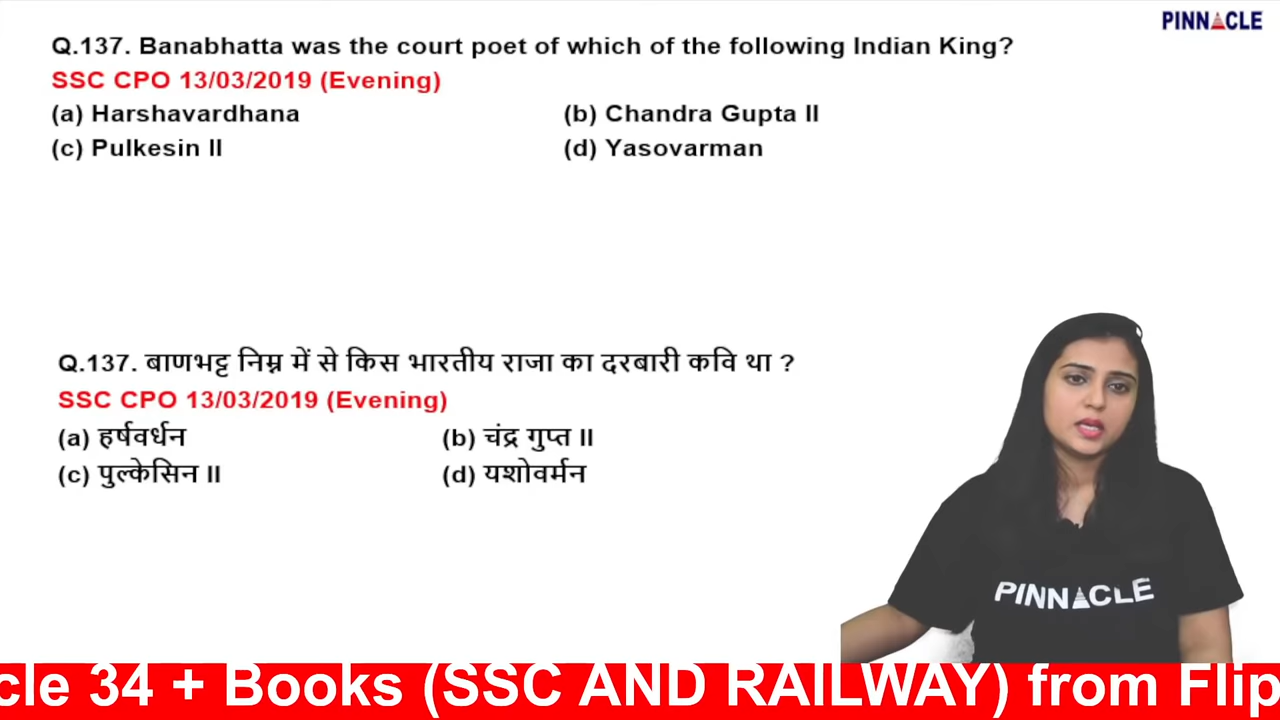 PINNACLE
Q.137. Banabhatta was the court poet of which of the following Indian King?
SSC CPO 13/03/2019 (Evening)
(a) Harshavardhana (b) Chandra Gupta II
(c) Pulkesin II (d) Yasovarman
Q.137. बाणभट्ट निम्न में से किस भारतीय राजा का दरबारी कवि था ?
SSC CPO 13/03/2019 (Evening)
(a) हर्षवर्धन (b) चंद्र गुप्त II
(c) पुल्केसिन II (d) यशोवर्मन
PINNACLE
cle 34 + Books (SSC AND RAILWAY) from Flip